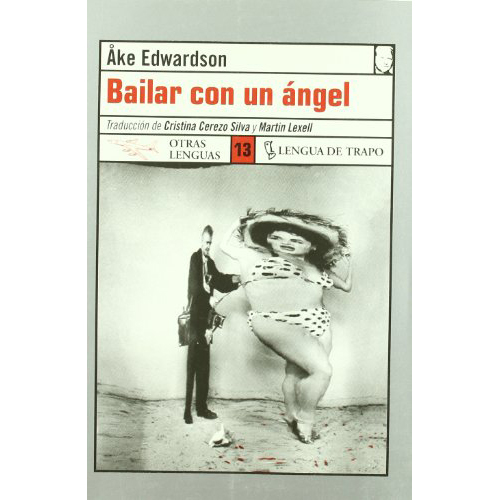 Åke Edwardson
Bailar con un ángel
Traducción de Cristina Cerezo Silva y Martin Lexell
OTRAS
LENGUAS
13
LENGUA DE TRAPO